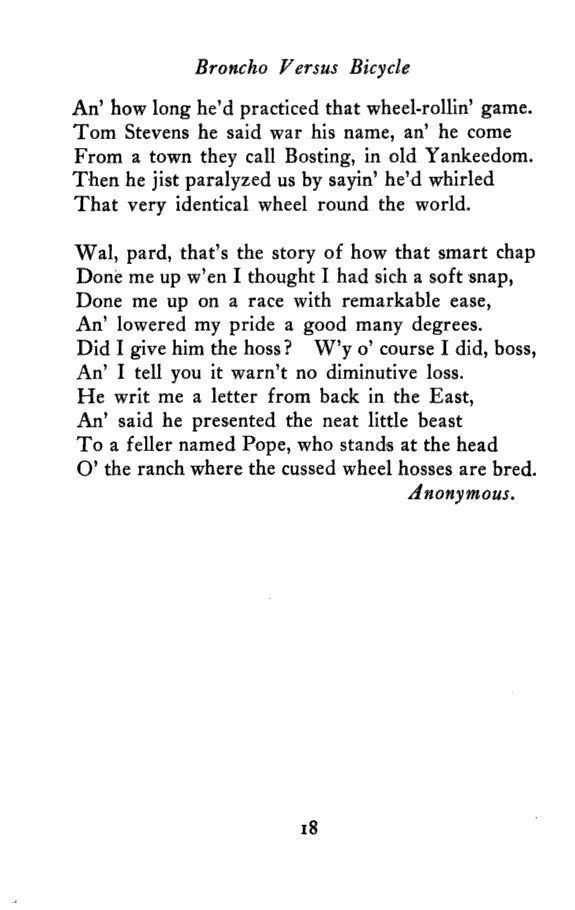 Broncho Versus Bicycle
An' how long he'd practiced that wheel-rollin' game.
Tom Stevens he said war his name, an' he come
From a town they call Bosting, in old Yankeedom.
Then he jist paralyzed us by sayin' he'd whirled
That very identical wheel round the world.

Wal, pard, that's the story of how that smart chap
Done me up w'en I thought I had sich a soft snap,
Done me up on a race with remarkable ease,
An' lowered my pride a good many degrees.
Did I give him the hoss? W'y o' course I did, boss,
An' I tell you it warn't no diminutive loss.
He writ me a letter from back in the East,
An' said he presented the neat little beast
To a feller named Pope, who stands at the head
O' the ranch where the cussed wheel hosses are bred.
Anonymous.
18